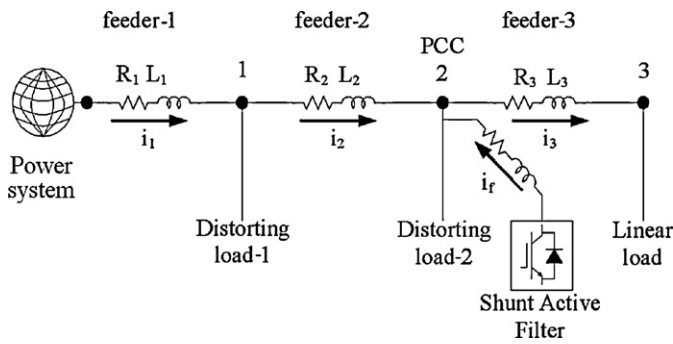 feeder-1
feeder-2
feeder-3
PCC
R1 L1
1
R2 L2
2
R3 L3
3
i1
i2
i3
if
Power
system
Distorting
load-1
Distorting
load-2
Linear
load
Shunt Active
Filter